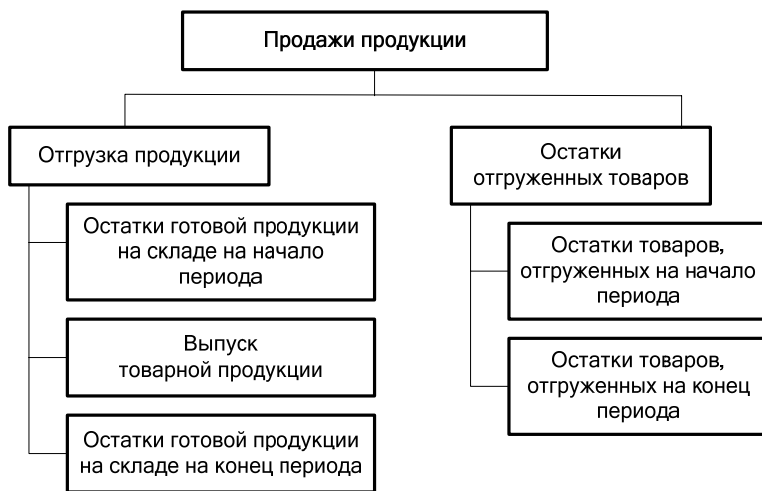 Продажи продукции
Отгрузка продукции
Остатки готовой продукции
на складе на начало
периода
Выпуск
товарной продукции
Остатки готовой продукции
на складе на конец периода
Остатки
отгруженных товаров
Остатки товаров,
отгруженных на начало
периода
Остатки товаров,
отгруженных на конец
периода